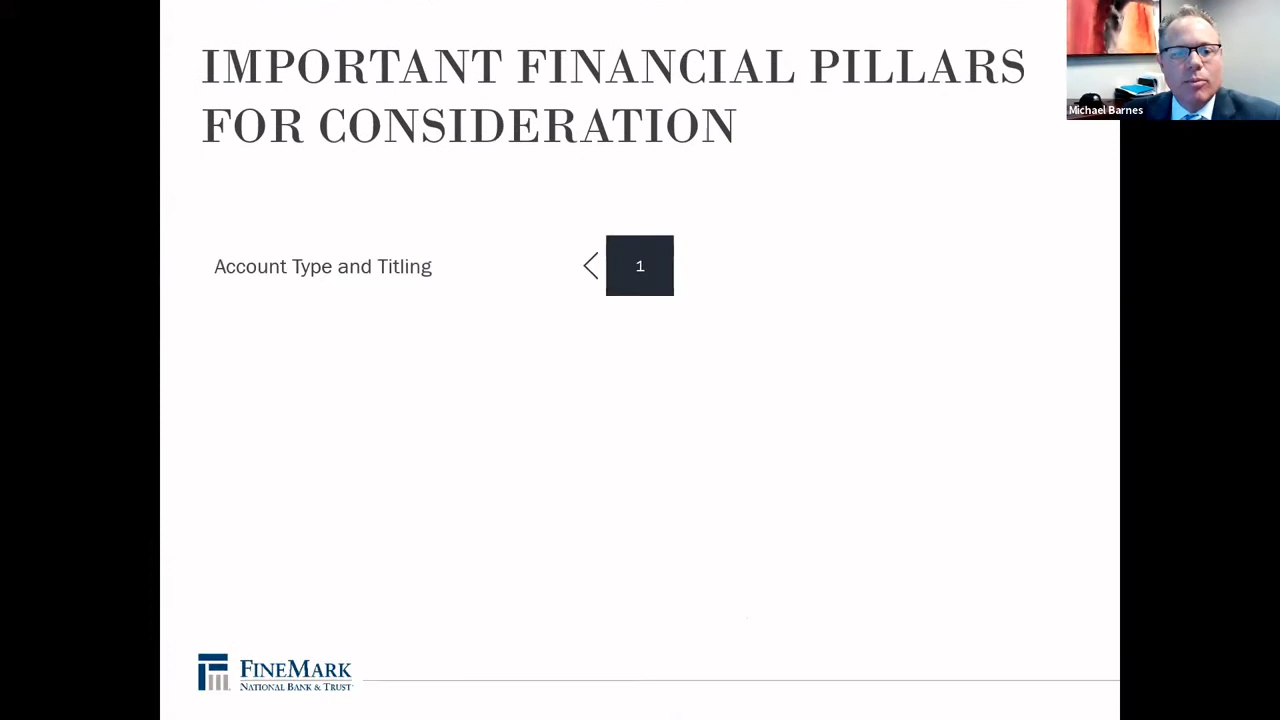 IMPORTANT FINANCIAL PILLARS
FOR CONSIDERATION
Michael Barnes
Account Type and Titling
1
FINEMARK
NATIONAL BANK & TRUST